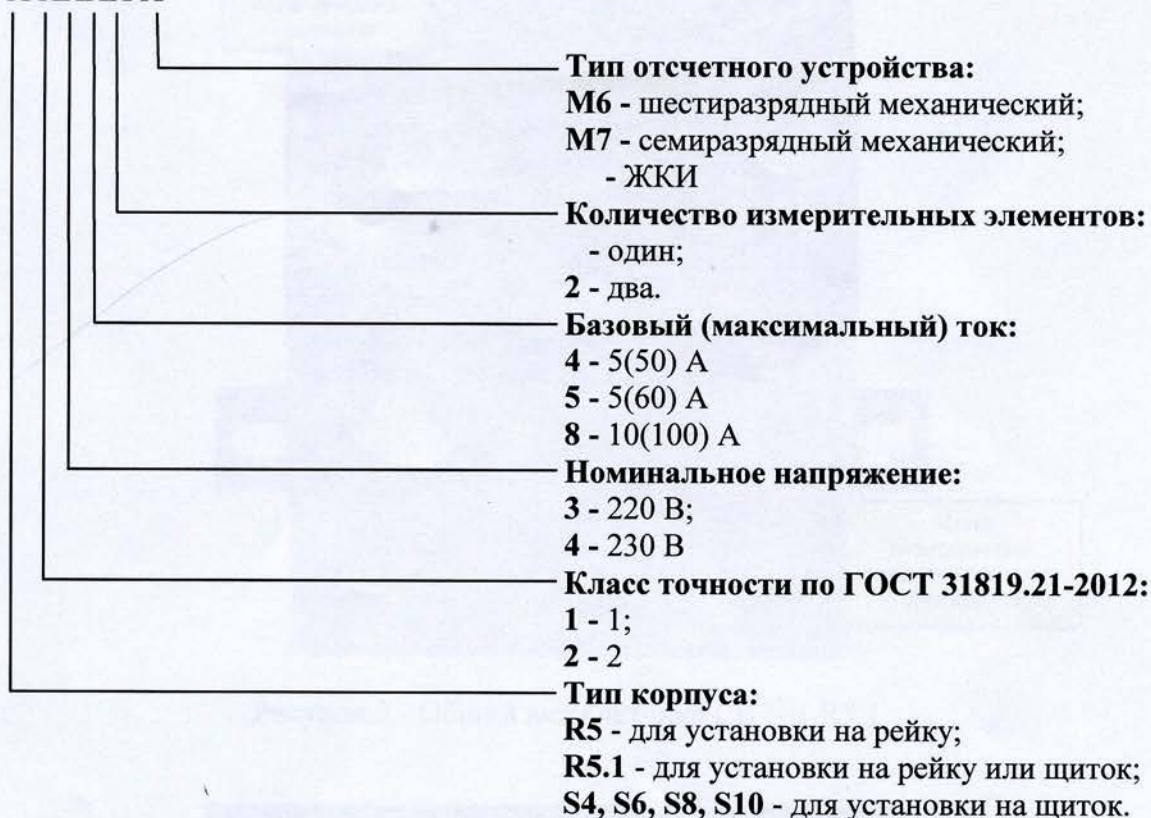 Тип отсчетного устройства:
М6 - шестиразрядный механический;
М7 - семиразрядный механический;
- ЖКИ
Количество измерительных элементов:
- один;
2 - два.
Базовый (максимальный) ток:
4 - 5(50) А
5 - 5(60) А
8 - 10(100) А
Номинальное напряжение:
3 - 220 В;
4 - 230 В
Класс точности по ГОСТ 31819.21-2012:
1 - 1;
2 - 2
Тип корпуса:
R5 - для установки на рейку;
R5.1 - для установки на рейку или щиток;
S4, S6, S8, S10 - для установки на щиток.